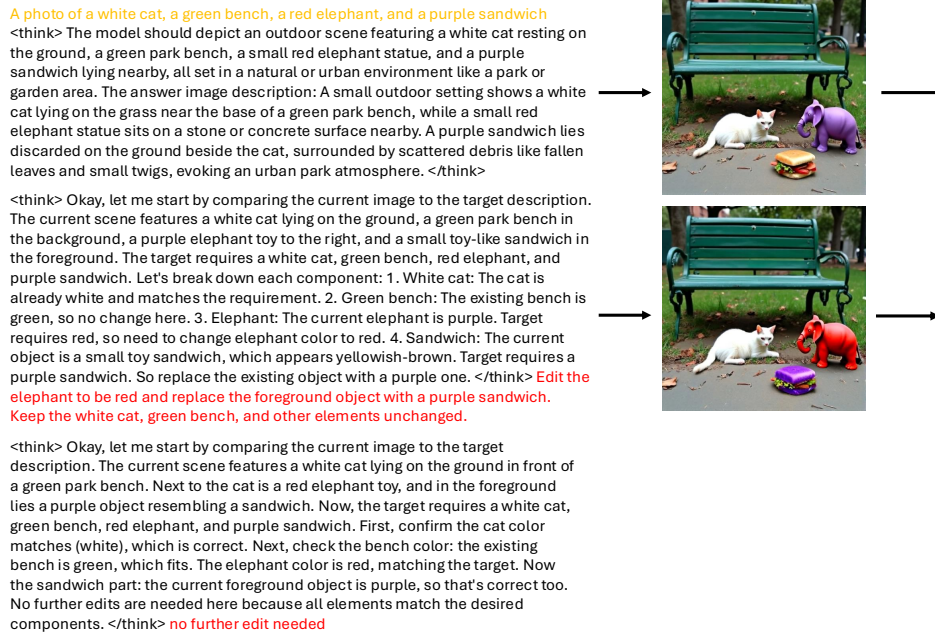 A photo of a white cat, a green bench, a red elephant, and a purple sandwich
<think> The model should depict an outdoor scene featuring a white cat resting on
the ground, a green park bench, a small red elephant statue, and a purple
sandwich lying nearby, all set in a natural or urban environment like a park or
garden area. The answer image description: A small outdoor setting shows a white
cat lying on the grass near the base of a green park bench, while a small red
elephant statue sits on a stone or concrete surface nearby. A purple sandwich lies
discarded on the ground beside the cat, surrounded by scattered debris like fallen
leaves and small twigs, evoking an urban park atmosphere. </think>
<think> Okay, let me start by comparing the current image to the target description.
The current scene features a white cat lying on the ground, a green park bench in
the background, a purple elephant toy to the right, and a small toy-like sandwich in
the foreground. The target requires a white cat, green bench, red elephant, and
purple sandwich. Let's break down each component: 1. White cat: The cat is
already white and matches the requirement. 2. Green bench: The existing bench is
green, so no change here. 3. Elephant: The current elephant is purple. Target
requires red, so need to change elephant color to red. 4. Sandwich: The current
object is a small toy sandwich, which appears yellowish-brown. Target requires a
purple sandwich. So replace the existing object with a purple one. </think> Edit the
elephant to be red and replace the foreground object with a purple sandwich.
Keep the white cat, green bench, and other elements unchanged.
<think> Okay, let me start by comparing the current image to the target
description. The current scene features a white cat lying on the ground in front of
a green park bench. Next to the cat is a red elephant toy, and in the foreground
lies a purple object resembling a sandwich. Now, the target requires a white cat,
green bench, red elephant, and purple sandwich. First, confirm the cat color
matches (white), which is correct. Next, check the bench color: the existing
bench is green, which fits. The elephant color is red, matching the target. Now
the sandwich part: the current foreground object is purple, so that's correct too.
No further edits are needed here because all elements match the desired
components. </think> no further edit needed